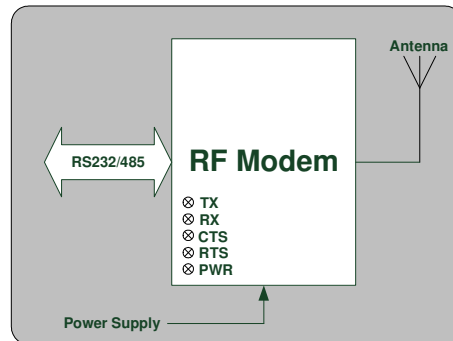 Antenna
RS232/485
RF Modem
TX
RX
CTS
RTS
PWR
Power Supply